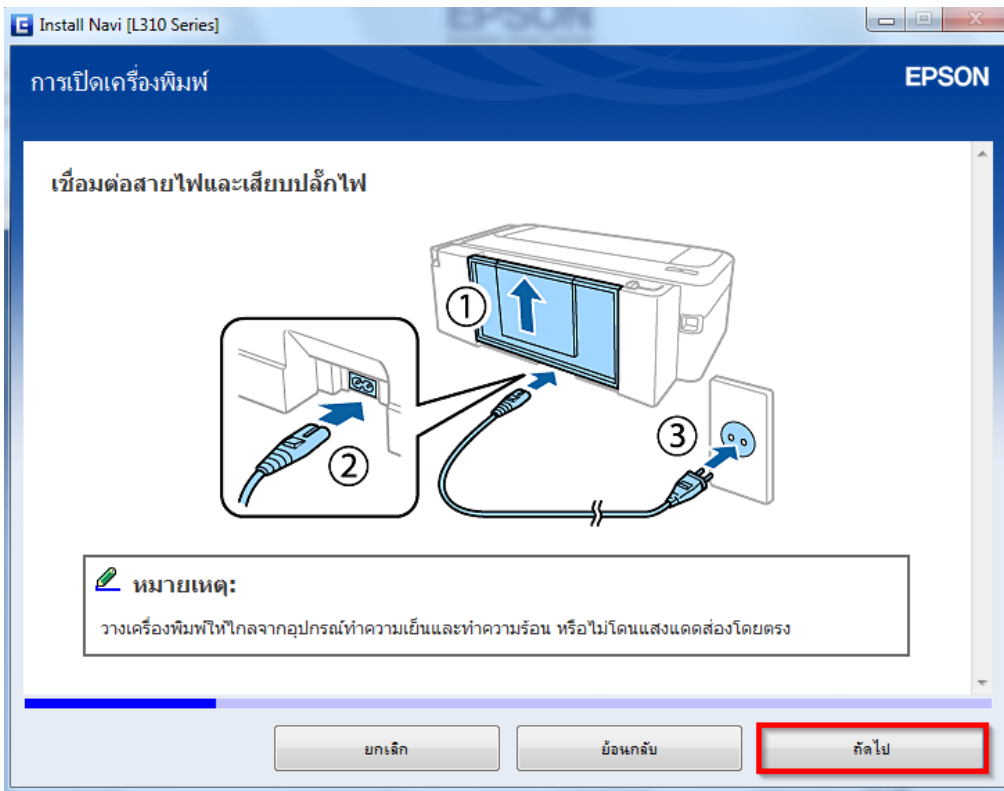 EPSON
Install Navi [L310 Series]
การเปิดเครื่องพิมพ์
EPSON
เชื่อมต่อสายไฟและเสียบปลั๊กไฟ
1
2
3
หมายเหตุ:
วางเครื่องพิมพ์ให้ไกลจากอุปกรณ์ทำความเย็นและทำความร้อน หรือไม่โดนแสงแดดส่องโดยตรง
ยกเลิก
ย้อนกลับ
ถัดไป